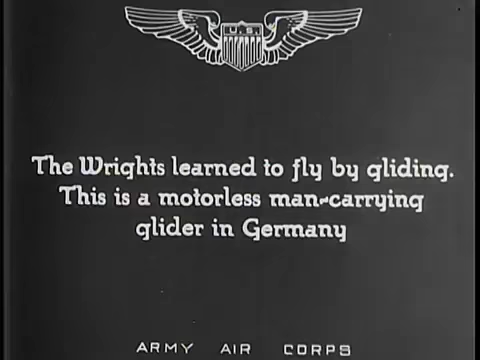 U.S.
The Wrights learned to fly by gliding.
This is a motorless man-carrying
glider in Germany
ARMY AIR CORPS